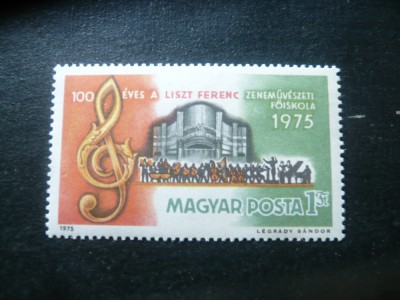 100 ÉVES A LISZT FERENC ZENEMŰVÉSZETI
FŐISKOLA
1975
MAGYAR POSTA 1Ft
1975 LÉGRÁDY SÁNDOR